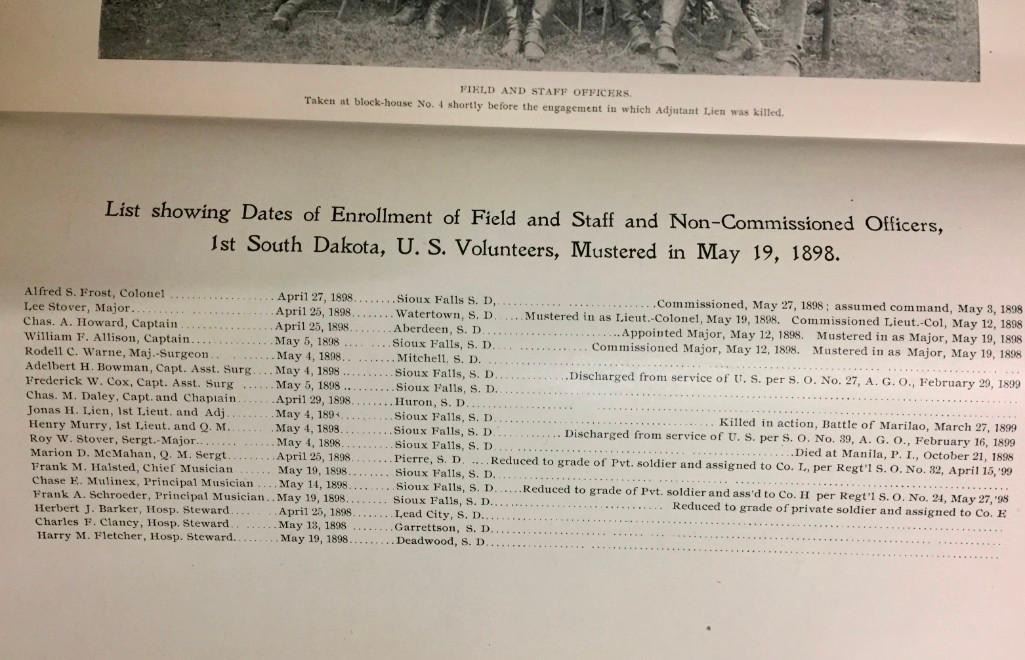 FIELD AND STAFF OFFICERS.
Taken at block-house No. 4 shortly before the engagement in which Adjutant Lien was killed.
List showing Dates of Enrollment of Field and Staff and Non-Commissioned Officers,
1st South Dakota, U. S. Volunteers, Mustered in May 19, 1898.
Alfred S. Frost, Colonel ........ April 27, 1898 ........ Sioux Falls S. D, ........ Commissioned, May 27, 1898; assumed command, May 3, 1898
Lee Stover, Major ........ April 25, 1898 ........ Watertown, S. D ........ Mustered in as Lieut.-Colonel, May 19, 1898. Commissioned Lieut.-Col, May 12, 1898
Chas. A. Howard, Captain ........ April 25, 1898 ........ Aberdeen, S. D ........ Appointed Major, May 12, 1898. Mustered in as Major, May 19, 1898
William F. Allison, Captain ........ May 5, 1898 ........ Sioux Falls, S. D ........ Commissioned Major, May 12, 1898. Mustered in as Major, May 19, 1898
Rodell C. Warne, Maj.-Surgeon ........ May 4, 1898 ........ Mitchell, S. D. ........
Adelbert H. Bowman, Capt. Asst. Surg ........ May 4, 1898 ........ Sioux Falls, S. D ........ Discharged from service of U. S. per S. O. No. 27, A. G. O., February 29, 1899
Frederick W. Cox, Capt. Asst. Surg ........ May 5, 1898 ........ Sioux Falls, S. D. ........
Chas. M. Daley, Capt. and Chaplain ........ April 29, 1898 ........ Huron, S. D. ........
Jonas H. Lien, 1st Lieut. and Adj ........ May 4, 189 ........ Sioux Falls, S. D. ........ Killed in action, Battle of Marilao, March 27, 1899
Henry Murry, 1st Lieut. and Q. M. ........ May 4, 1898 ........ Sioux Falls, S. D. ........ Discharged from service of U. S. per S. O. No. 39, A. G. O., February 16, 1899
Roy W. Stover, Sergt.-Major ........ May 4, 1898 ........ Sioux Falls, S. D. ........ Died at Manila, P. I., October 21, 1898
Marion D. McMahan, Q. M. Sergt ........ April 25, 1898 ........ Pierre, S. D. ........ Reduced to grade of Pvt. soldier and assigned to Co. L, per Regt'l S. O. No. 32, April 15,'99
Frank M. Halsted, Chief Musician ........ May 19, 1898 ........ Sioux Falls, S. D. ........
Chase E. Mulinex, Principal Musician ........ May 14, 1898 ........ Sioux Falls, S. D ........ Reduced to grade of Pvt. soldier and ass'd to Co. H per Regt'l S. O. No. 24, May 27,'98
Frank A. Schroeder, Principal Musician ........ May 19, 1898 ........ Sioux Falls, S. D. ........ Reduced to grade of private soldier and assigned to Co. E
Herbert J. Barker, Hosp. Steward ........ April 25, 1898 ........ Lead City, S. D. ........
Charles F. Clancy, Hosp. Steward ........ May 13, 1898 ........ Garrettson, S. D. ........
Harry M. Fletcher, Hosp. Steward ........ May 19, 1898 ........ Deadwood, S. D. ........